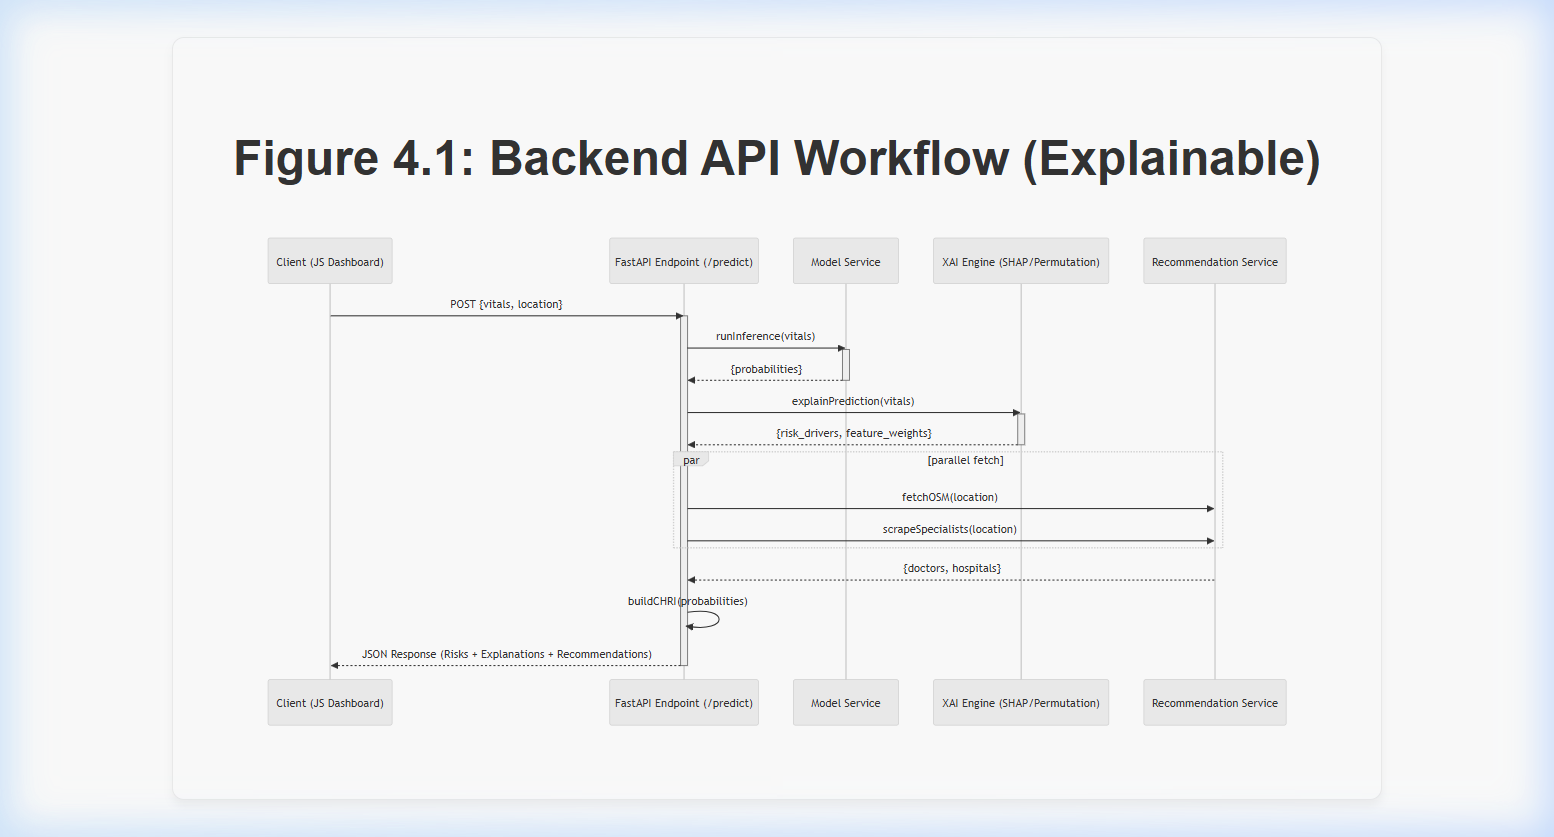 Figure 4.1: Backend API Workflow (Explainable)
Client (JS Dashboard)
FastAPI Endpoint (/predict)
Model Service
XAI Engine (SHAP/Permutation)
Recommendation Service
POST {vitals, location}
runInference(vitals)
{probabilities}
explainPrediction(vitals)
{risk_drivers, feature_weights}
par
[parallel fetch]
fetchOSM(location)
scrapeSpecialists(location)
{doctors, hospitals}
buildCHRI(probabilities)
JSON Response (Risks + Explanations + Recommendations)
Client (JS Dashboard)
FastAPI Endpoint (/predict)
Model Service
XAI Engine (SHAP/Permutation)
Recommendation Service